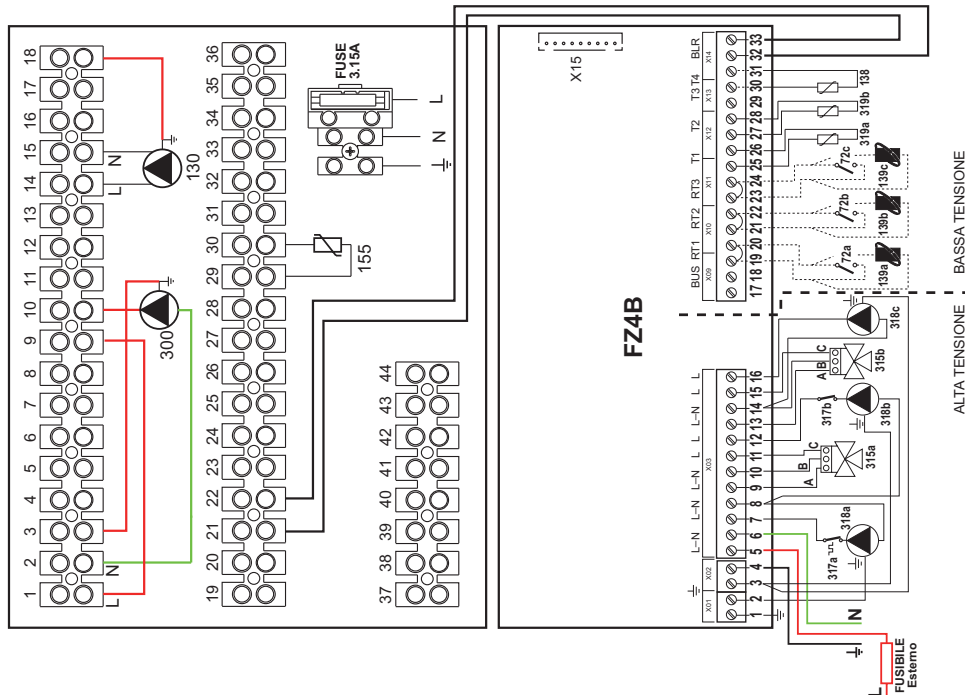 18 17 16 15 14 13 12 11 10 9 8 7 6 5 4 3 2 1
N
L
130
300
N
L
36 35 34 33 32 31 30 29 28 27 26 25 24 23 22 21 20 19
155
FUSE
3.15A
L
N
44 43 42 41 40 39 38 37
X15
FZ4B
BLR T3 T4 T2 T1 RT3 RT2 RT1 BUS
X14 X13 X12 X11 X10 X09
33 32 31 30 29 28 27 26 25 24 23 22 21 20 19 18 17
138
319b
319a
72c
139c
72b
139b
72a
139a
BASSA TENSIONE
ALTA TENSIONE
L L L–N L L L–N L–N L–N
X03 X02 X01
16 15 14 13 12 11 10 9 8 7 6 5 4 3 2 1
318c
A B C
315b
317b
318b
A B C
315a
318a
317a
N
L
FUSIBILE
Esterno